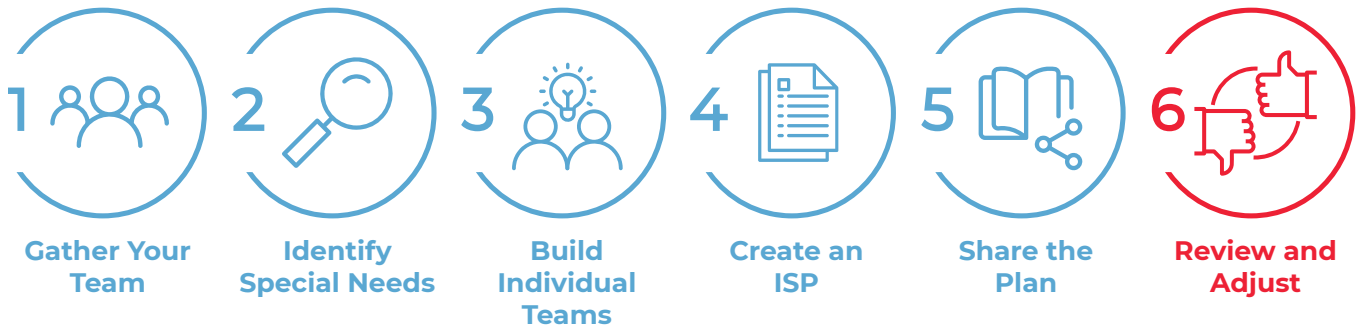 1
Gather Your
Team
2
Identify
Special Needs
3
Build
Individual
Teams
4
Create an
ISP
5
Share the
Plan
6
Review and
Adjust